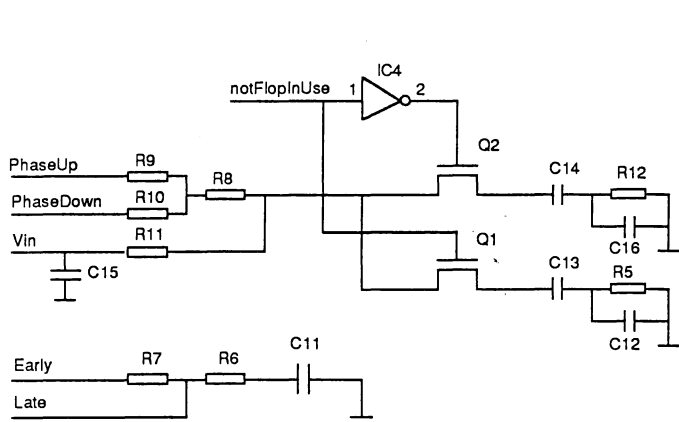 IC4
notFlopInUse 1 2
Q2
PhaseUp R9 C14 R12
R8
PhaseDown R10
Vin R11 Q1 C16
C15 C13 R5
C12
C11
Early R7 R6
Late